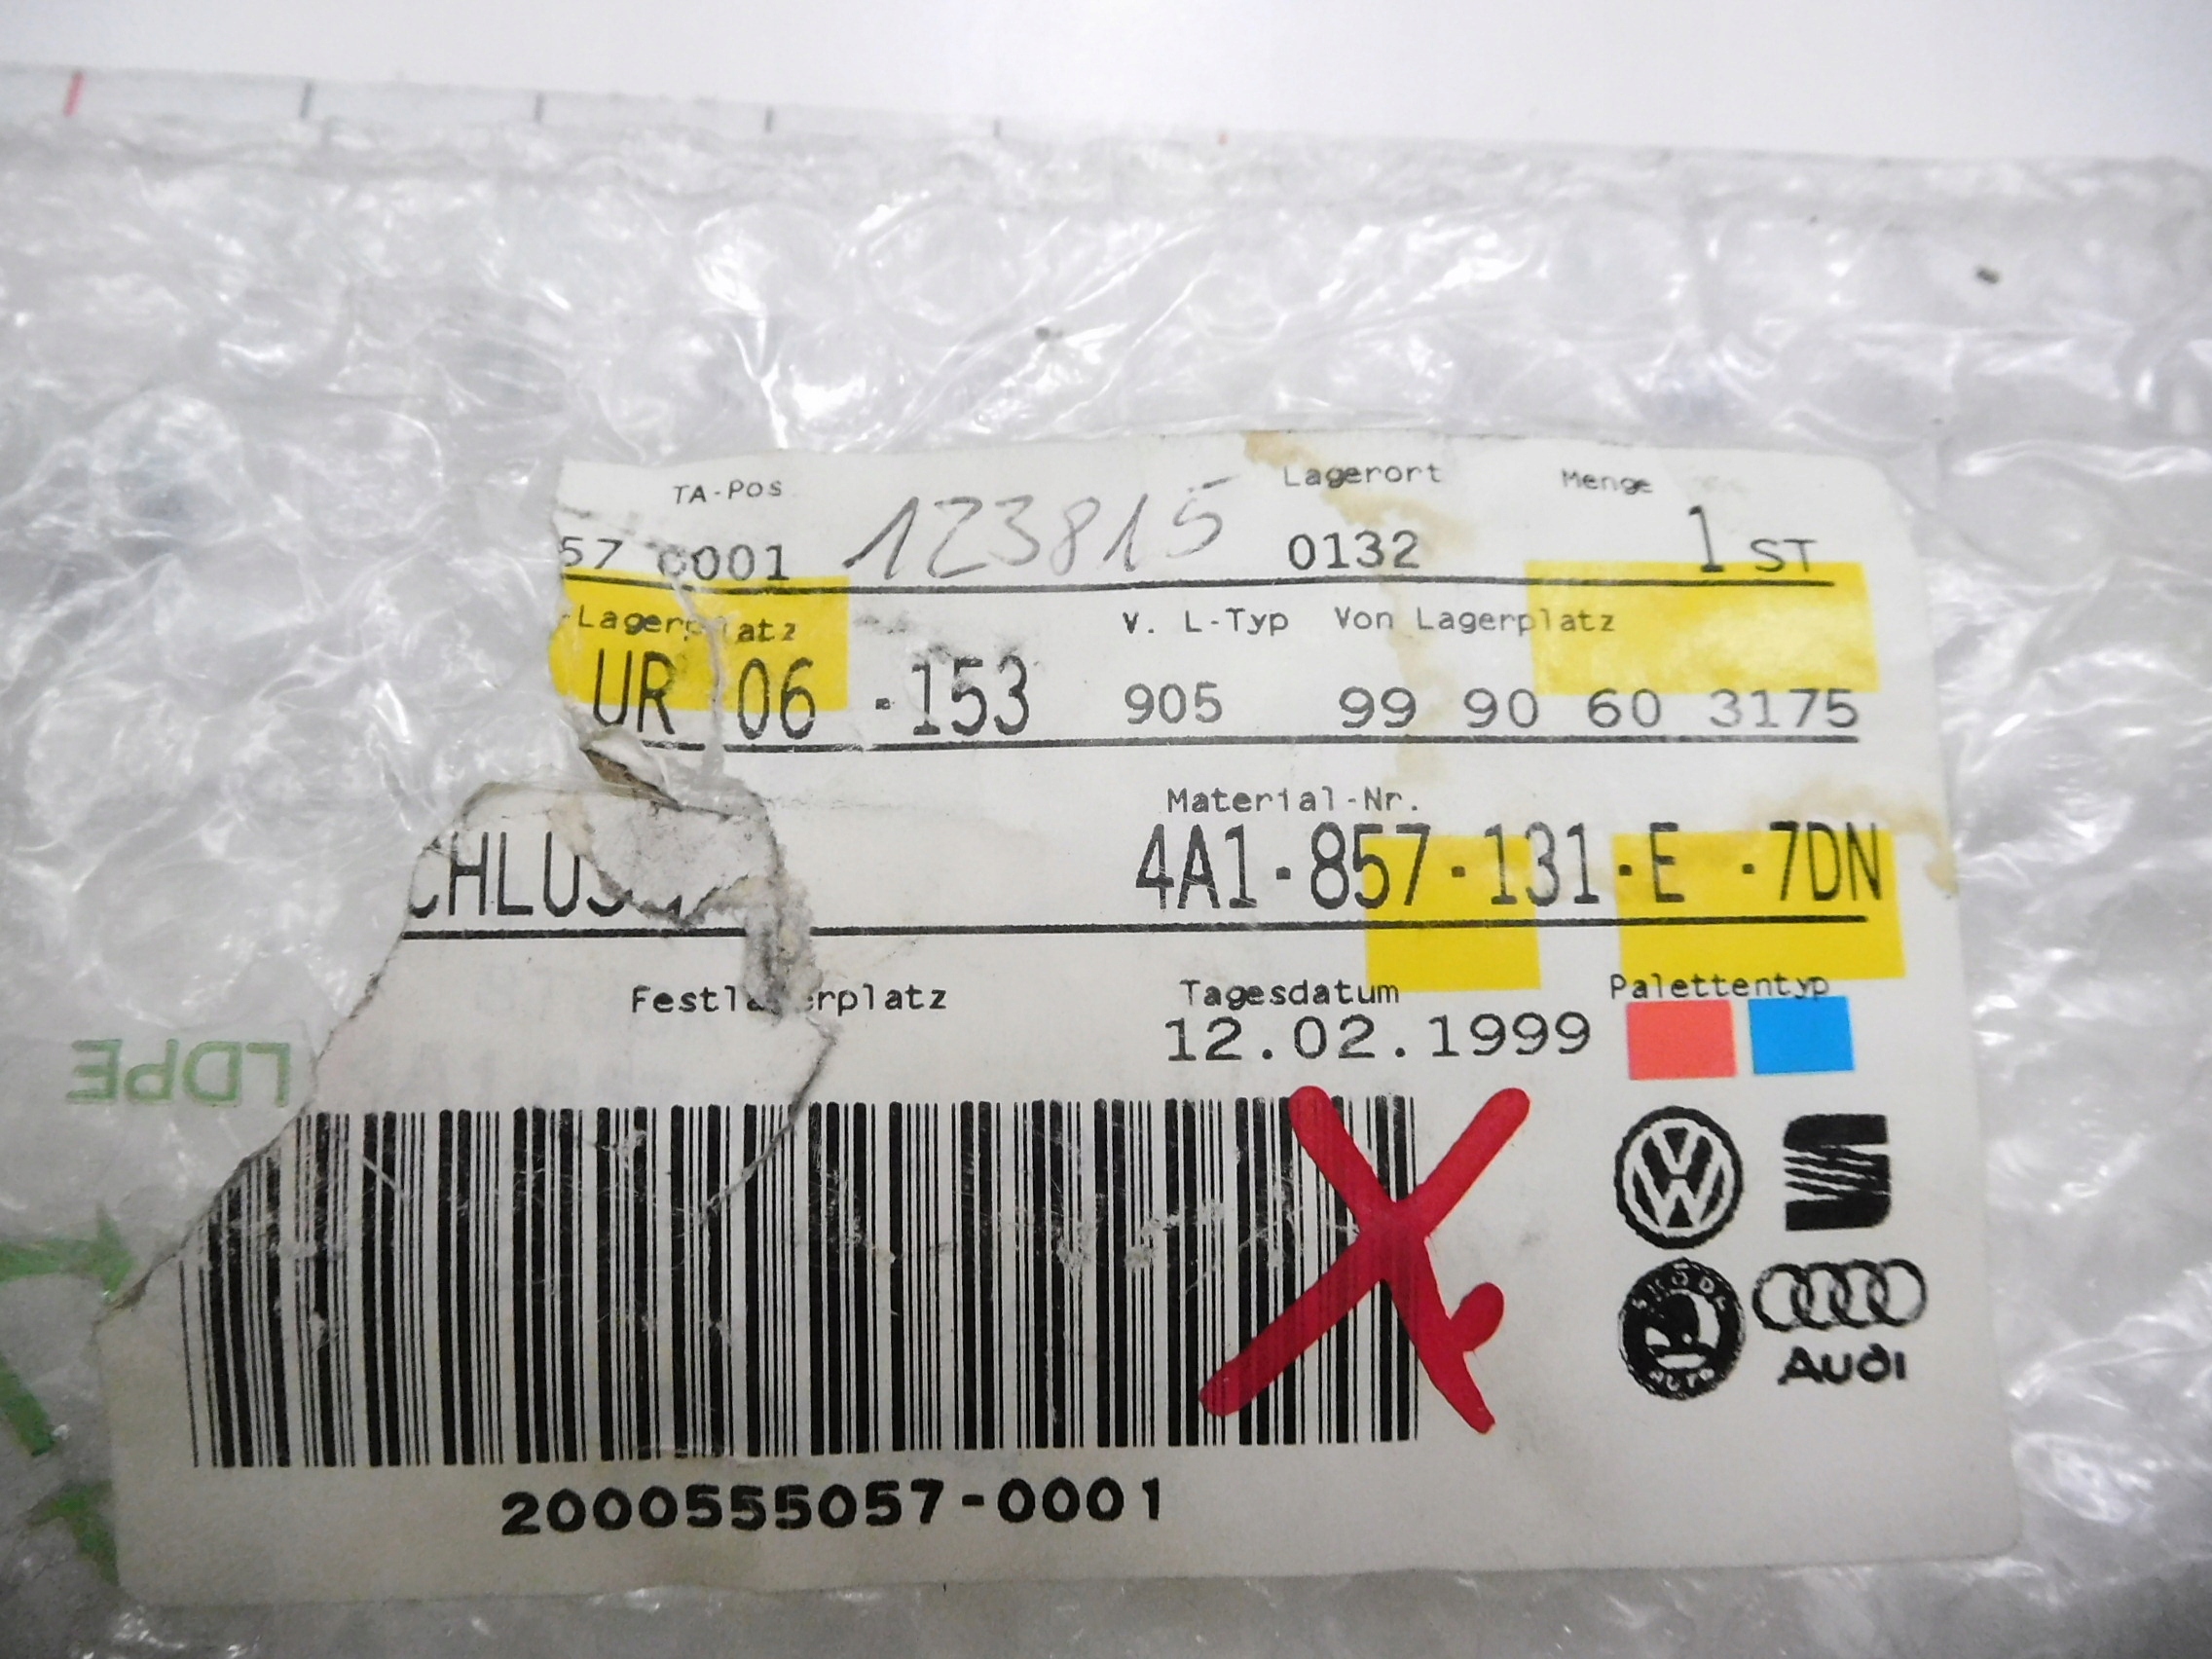 TA-Pos Lagerort Menge
57 0001 123815 0132 1 ST
-Lagerplatz V. L-Typ Von Lagerplatz
UR 06 -153 905 99 90 60 3175
Material-Nr.
CHLUS 4A1-857-131-E -7DN
Festlagerplatz Tagesdatum Palettentyp
12.02.1999
LDPE
SKODA
AUTO
Audi
2000555057-0001